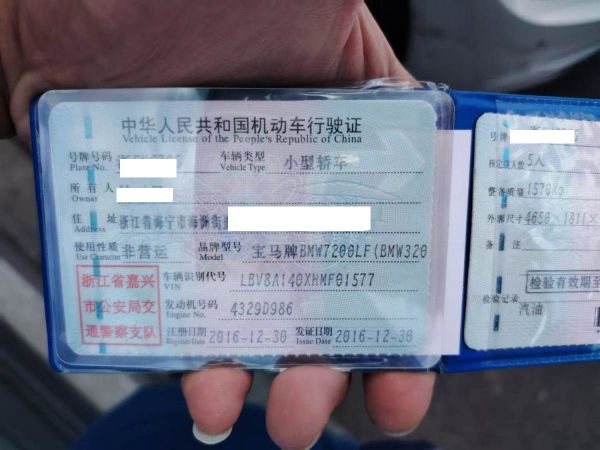 中华人民共和国机动车行驶证
Vehicle License of the People's Republic of China
号牌号码 Plate No.
车辆类型 Vehicle Type 小型轿车
所有人 Owner
住址 Address 浙江省海宁市海洲街
使用性质 Use Character 非营运
品牌型号 Model 宝马牌BMW7200LF(BMW320
浙江省嘉兴
市公安局交
通警察支队
车辆识别代号 VIN LBV8A140XHMF01577
发动机号码 Engine No. 4329D986
注册日期 Register Date 2016-12-30 发证日期 Issue Date 2016-12-30
号牌
核定载人数 5人
整备质量 1570kg
外廓尺寸 4650×1811×
备注
检验有效期至
检验记录
汽油